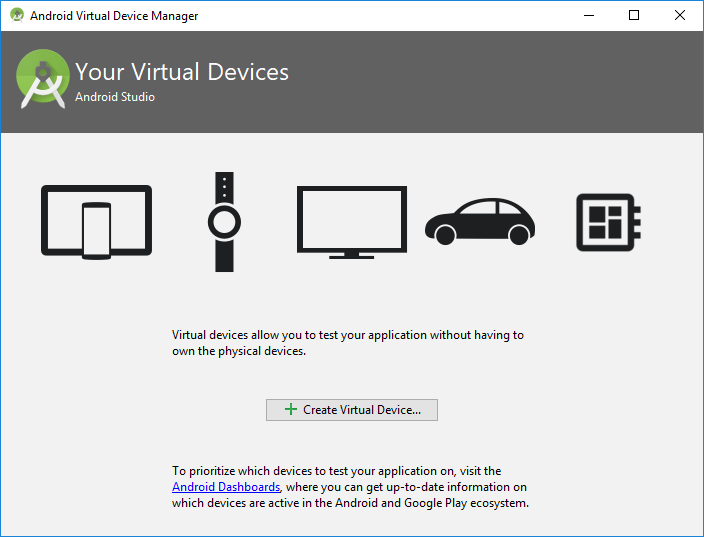 Android Virtual Device Manager
Your Virtual Devices
Android Studio
Virtual devices allow you to test your application without having to
own the physical devices.
Create Virtual Device...
To prioritize which devices to test your application on, visit the
Android Dashboards, where you can get up-to-date information on
which devices are active in the Android and Google Play ecosystem.